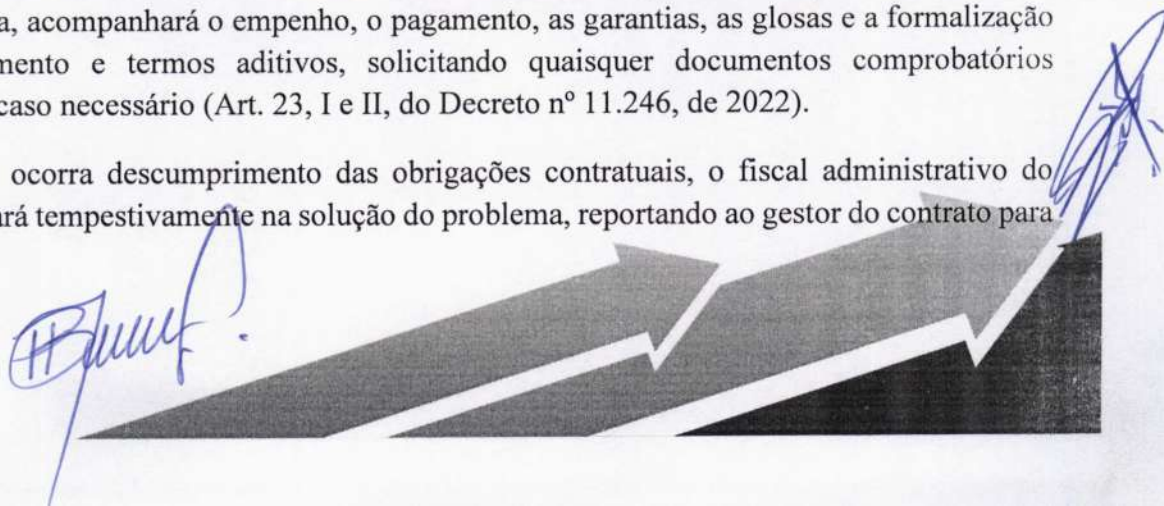 a, acompanhará o empenho, o pagamento, as garantias, as glosas e a formalização
mento e termos aditivos, solicitando quaisquer documentos comprobatórios
caso necessário (Art. 23, I e II, do Decreto nº 11.246, de 2022).
ocorra descumprimento das obrigações contratuais, o fiscal administrativo do
ará tempestivamente na solução do problema, reportando ao gestor do contrato para